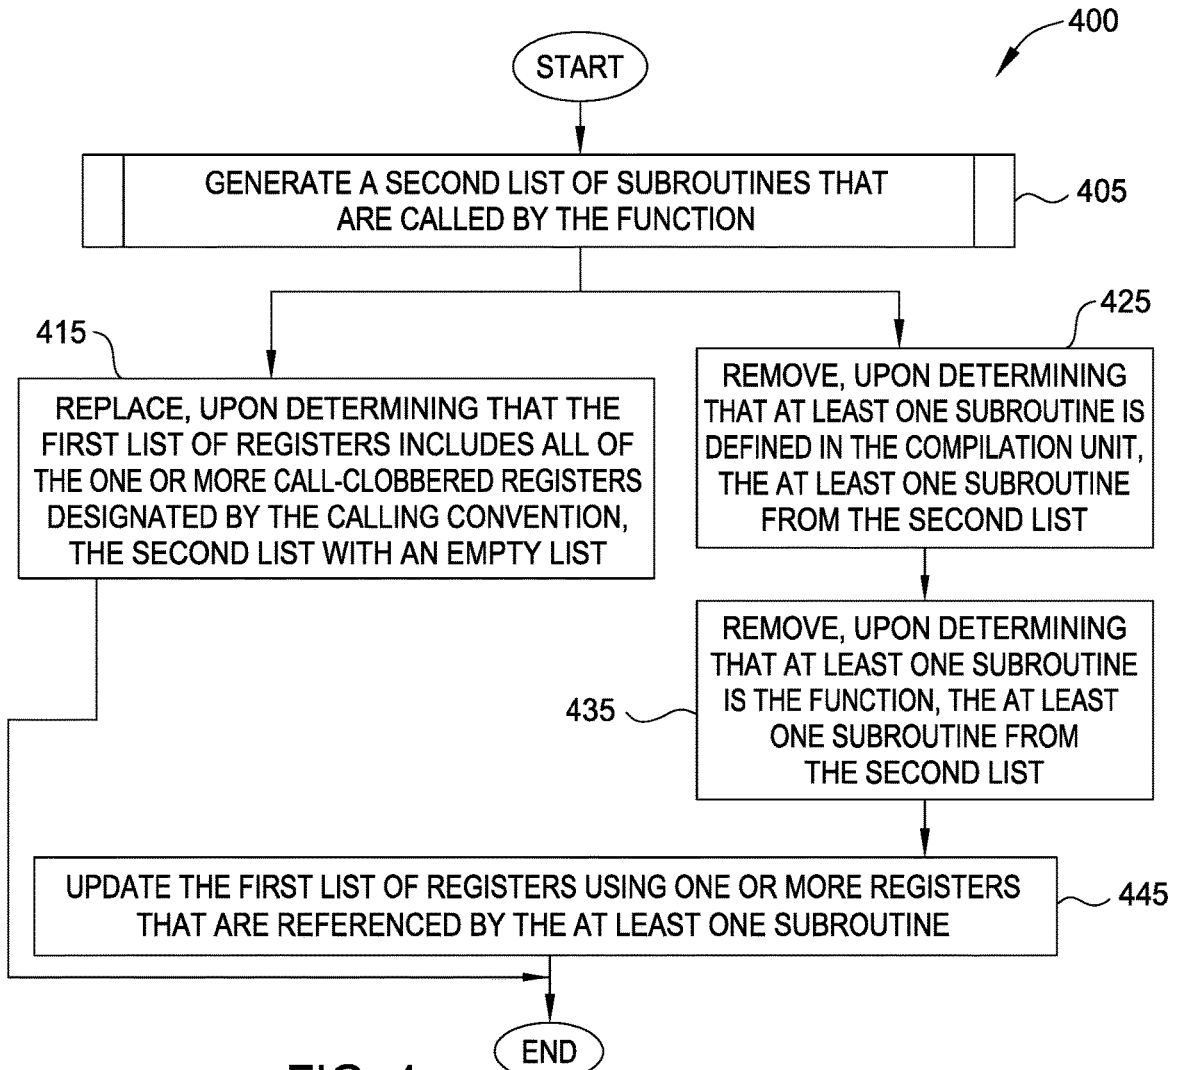 400
START
GENERATE A SECOND LIST OF SUBROUTINES THAT
ARE CALLED BY THE FUNCTION
405
415
REPLACE, UPON DETERMINING THAT THE
FIRST LIST OF REGISTERS INCLUDES ALL OF
THE ONE OR MORE CALL-CLOBBERED REGISTERS
DESIGNATED BY THE CALLING CONVENTION,
THE SECOND LIST WITH AN EMPTY LIST
425
REMOVE, UPON DETERMINING
THAT AT LEAST ONE SUBROUTINE IS
DEFINED IN THE COMPILATION UNIT,
THE AT LEAST ONE SUBROUTINE
FROM THE SECOND LIST
435
REMOVE, UPON DETERMINING
THAT AT LEAST ONE SUBROUTINE
IS THE FUNCTION, THE AT LEAST
ONE SUBROUTINE FROM
THE SECOND LIST
UPDATE THE FIRST LIST OF REGISTERS USING ONE OR MORE REGISTERS
THAT ARE REFERENCED BY THE AT LEAST ONE SUBROUTINE
445
END